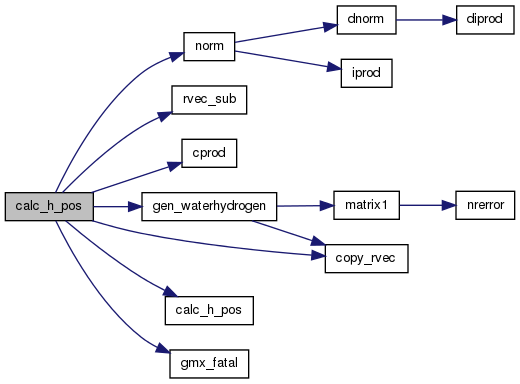 dnorm
diprod
norm
iprod
rvec_sub
cprod
calc_h_pos
gen_waterhydrogen
matrix1
nrerror
copy_rvec
calc_h_pos
gmx_fatal